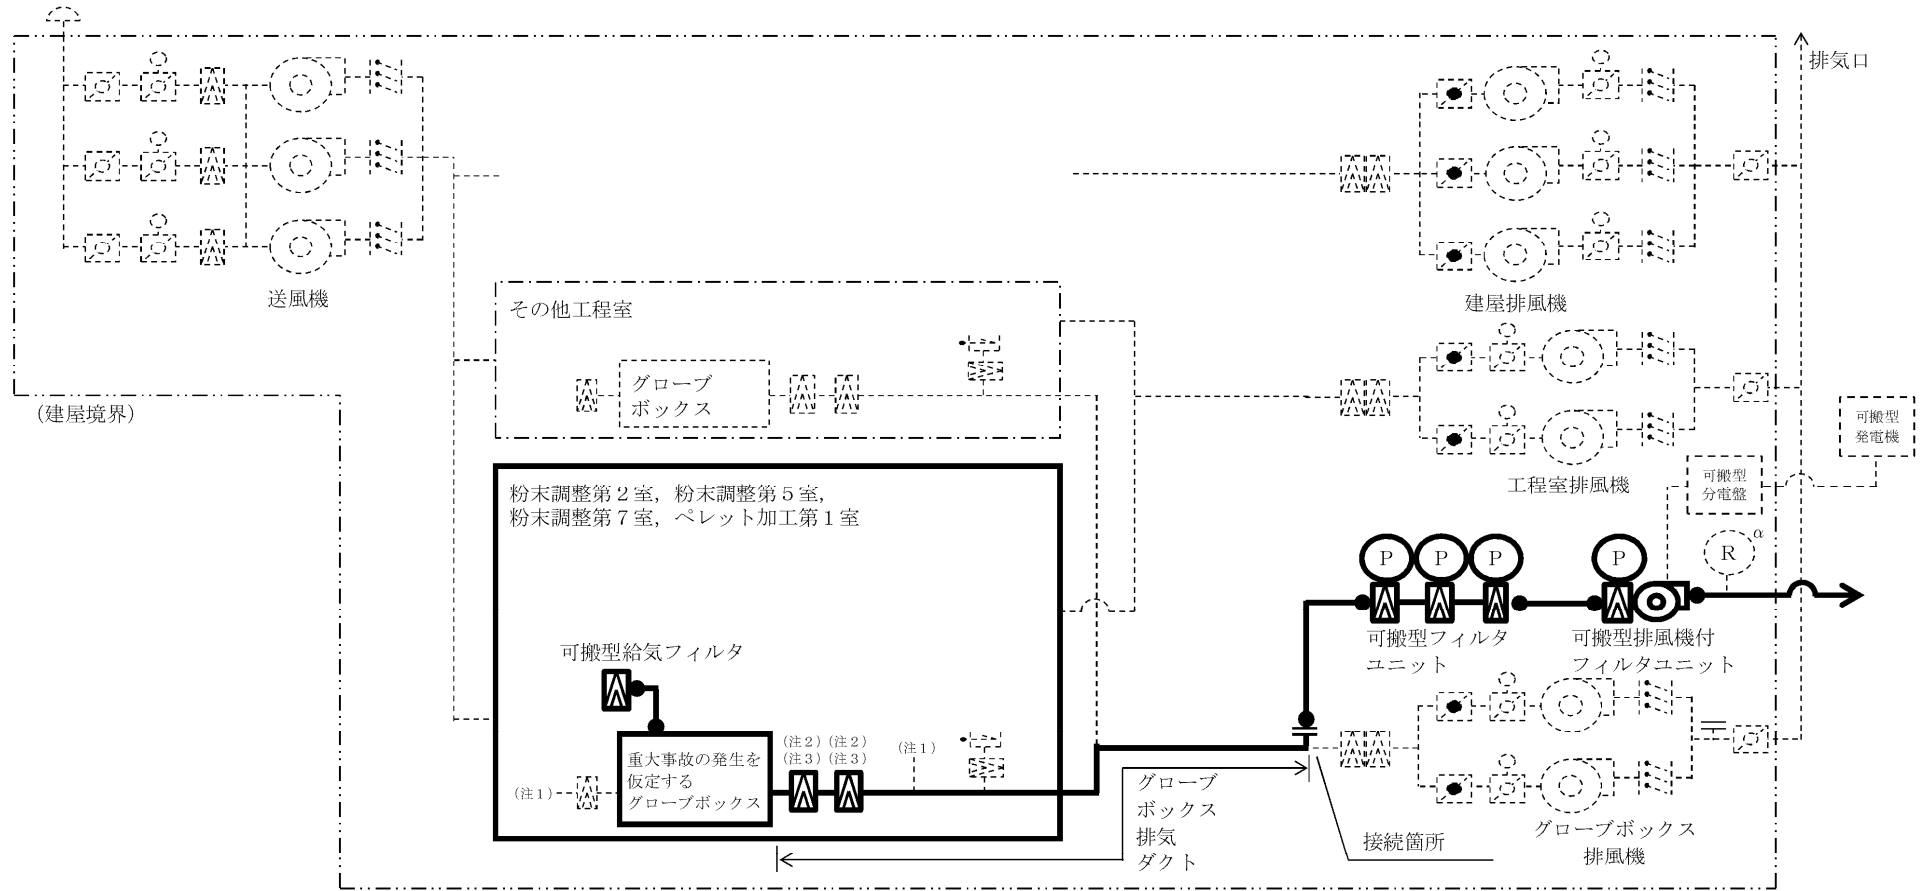 排気口
送風機
建屋排風機
その他工程室
グローブ
ボックス
（建屋境界）
可搬型
発電機
可搬型
分電盤
工程室排風機
粉末調整第２室，粉末調整第５室，
粉末調整第７室，ペレット加工第１室
P
P
P
P
R
α
可搬型フィルタ
ユニット
可搬型排風機付
フィルタユニット
可搬型給気フィルタ
重大事故の発生を
仮定する
グローブボックス
（注１）
（注２）（注２）
（注３）（注３）
（注１）
グローブ
ボックス
排気
ダクト
接続箇所
グローブボックス
排風機